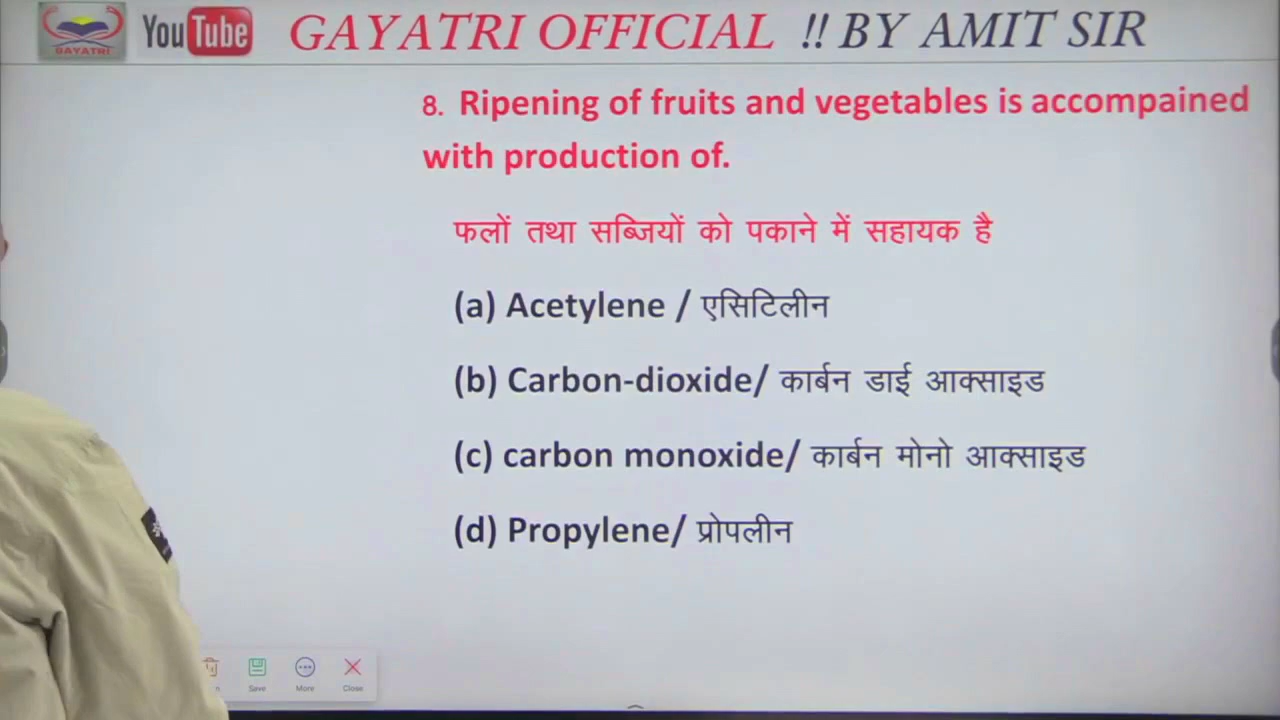 GAYATRI
YouTube
GAYATRI OFFICIAL !! BY AMIT SIR
8. Ripening of fruits and vegetables is accompained
with production of.
फलों तथा सब्जियों को पकाने में सहायक है
(a) Acetylene / एसिटिलीन
(b) Carbon-dioxide/ कार्बन डाई आक्साइड
(c) carbon monoxide/ कार्बन मोनो आक्साइड
(d) Propylene/ प्रोपलीन
Save More Close